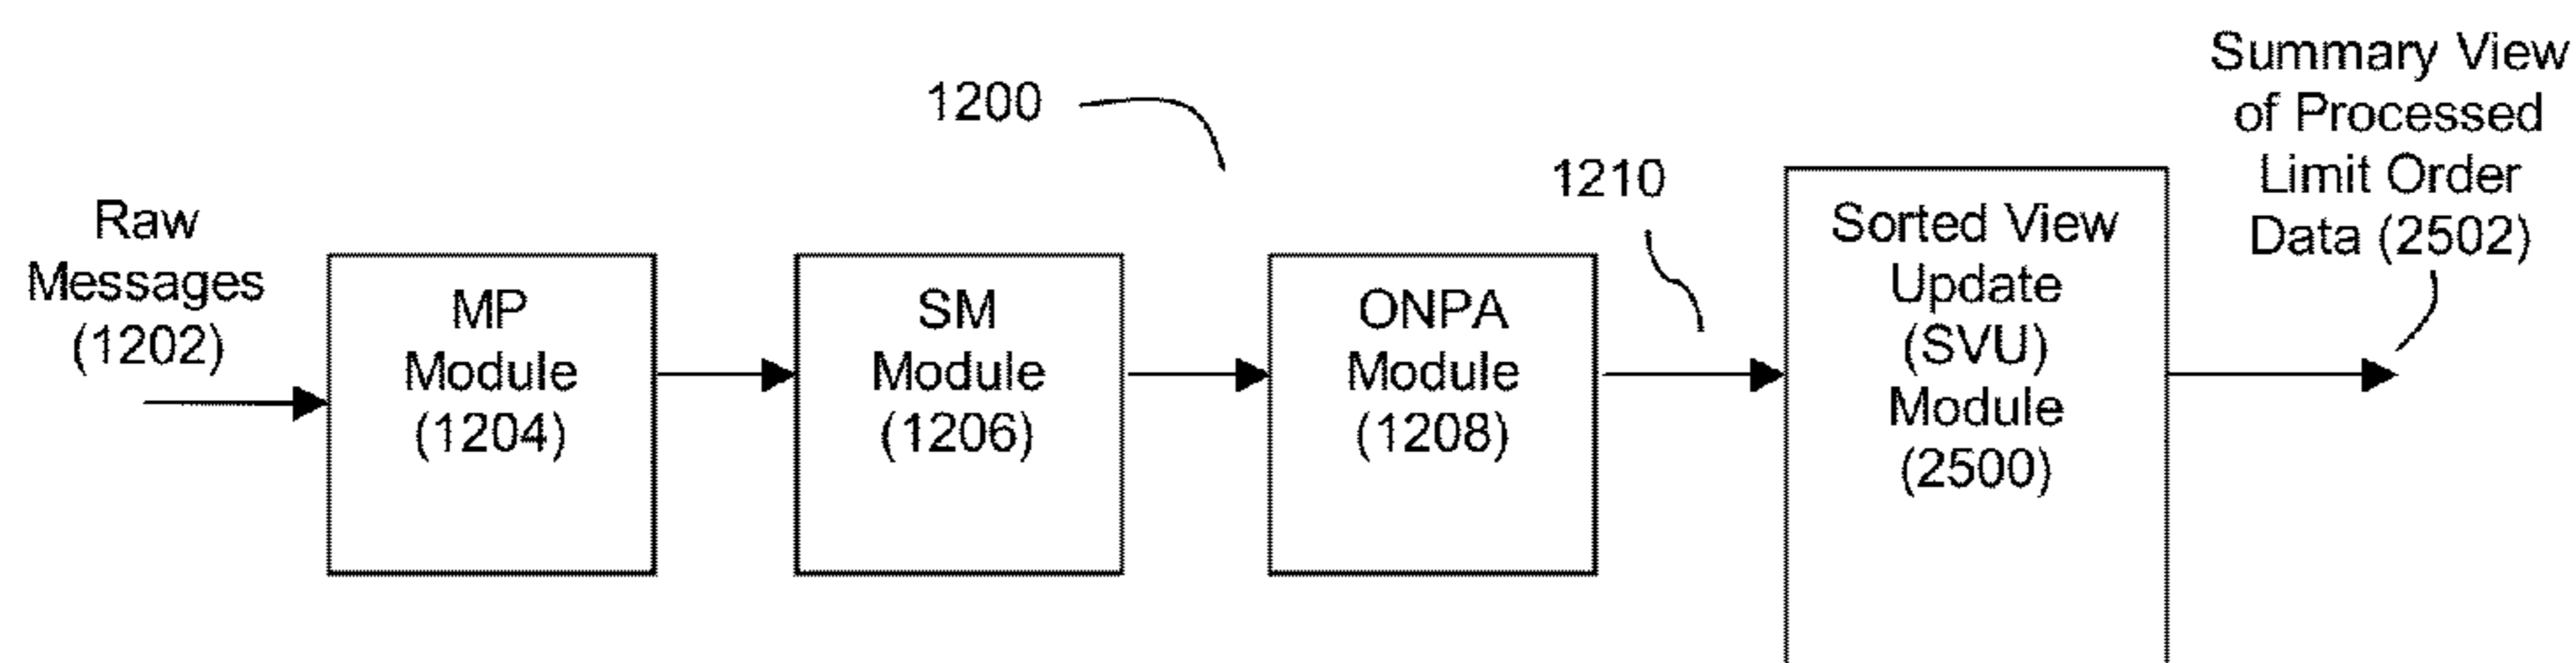 Raw
Messages
(1202)
MP
Module
(1204)
SM
Module
(1206)
1200
ONPA
Module
(1208)
1210
Sorted View
Update
(SVU)
Module
(2500)
Summary View
of Processed
Limit Order
Data (2502)